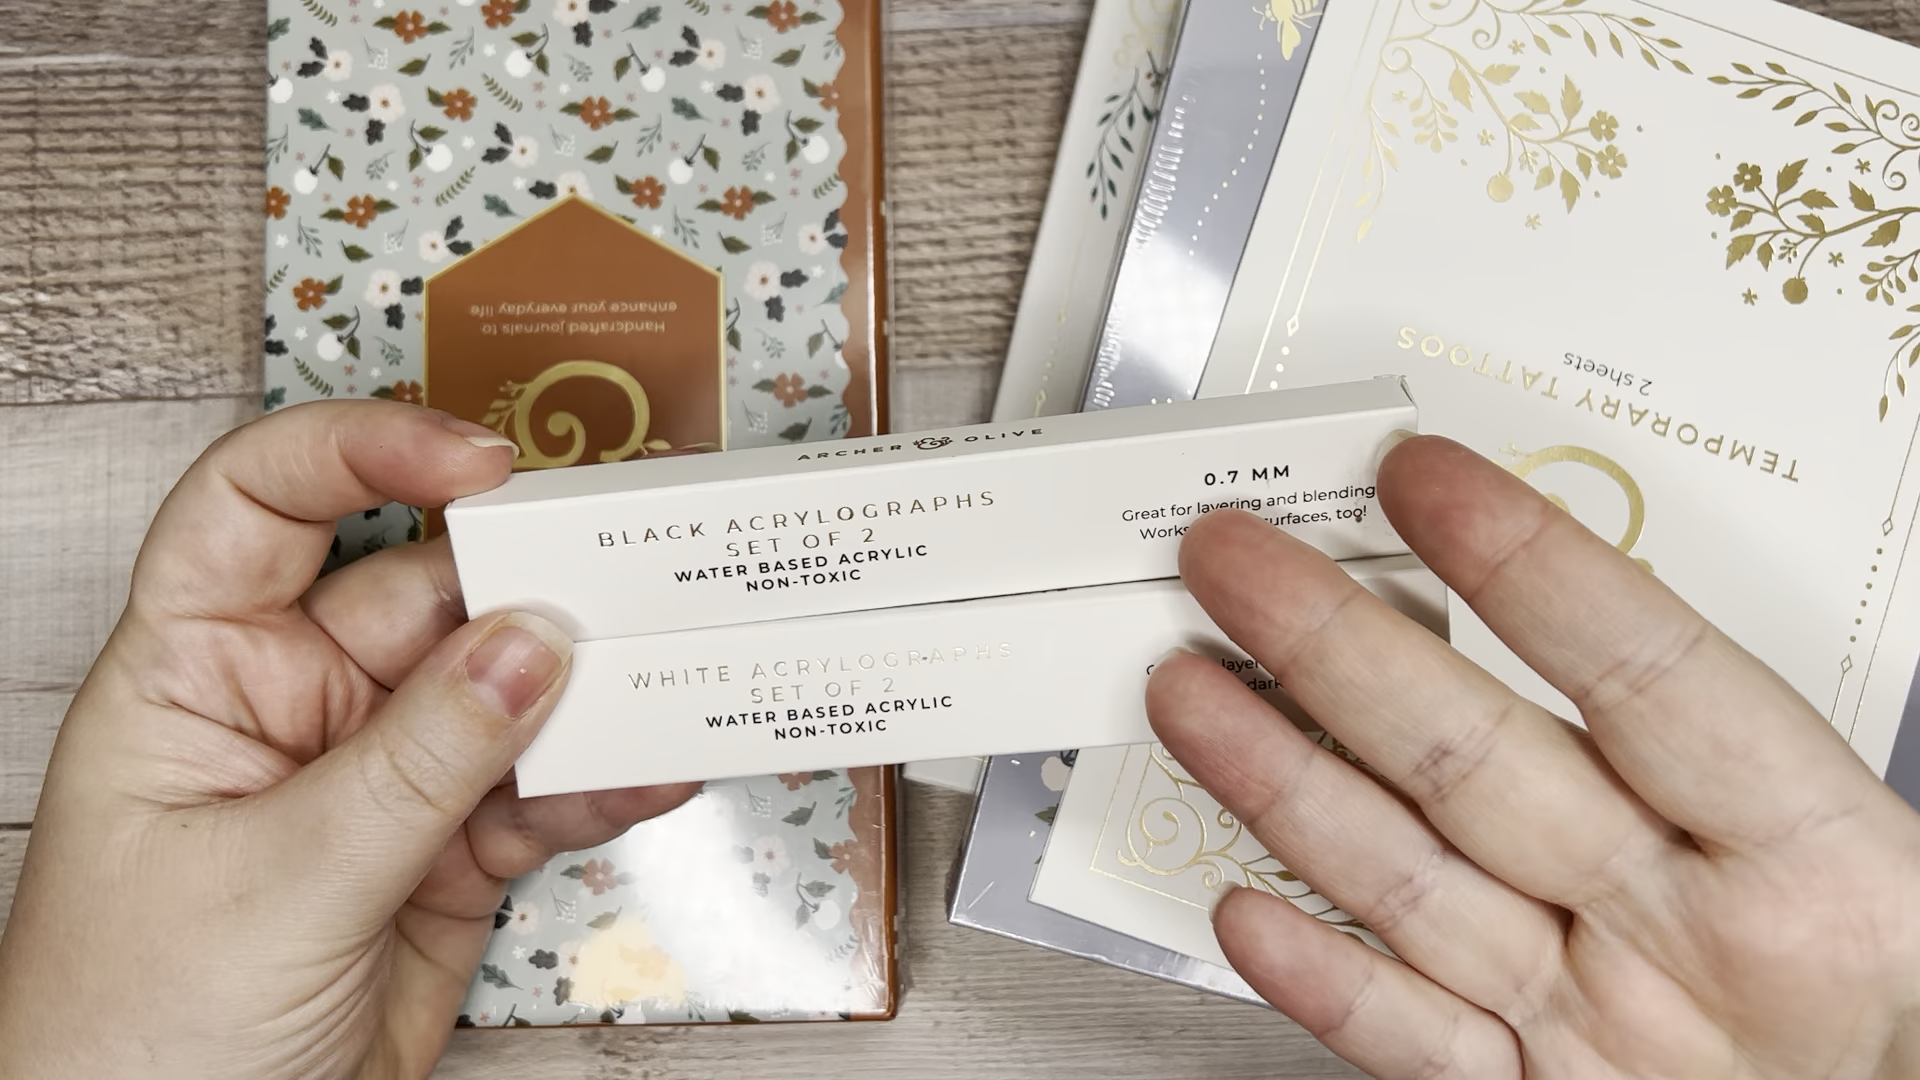 Handcrafted journals to
enhance your everyday life
TEMPORARY TATTOOS
2 sheets
ARCHER & OLIVE
BLACK ACRYLOGRAPHS
SET OF 2
WATER BASED ACRYLIC
NON-TOXIC
0.7 MM
Great for layering and blending
Works surfaces, too!
WHITE ACRYLOGRAPHS
SET OF 2
WATER BASED ACRYLIC
NON-TOXIC